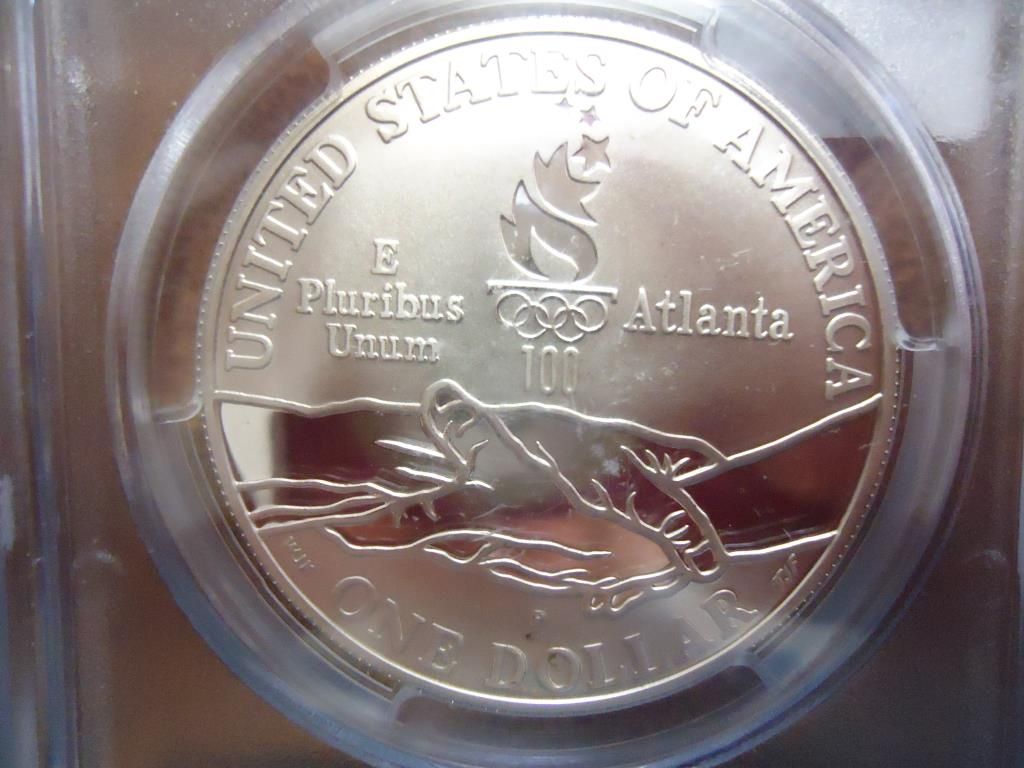 UNITED STATES OF AMERICA
E
Pluribus
Unum
Atlanta
100
P
ONE DOLLAR